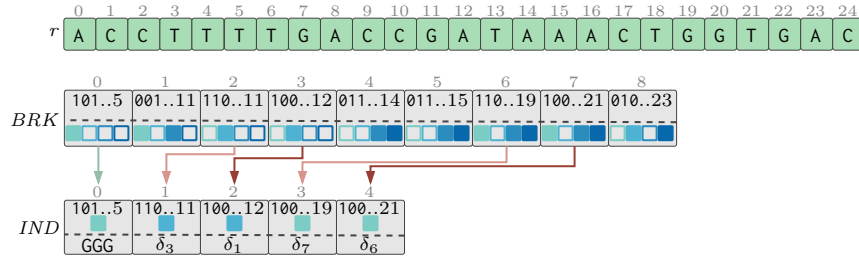 0 1 2 3 4 5 6 7 8 9 10 11 12 13 14 15 16 17 18 19 20 21 22 23 24
r A C C T T T T G A C C G A T A A A C T G G T G A C
0 1 2 3 4 5 6 7 8
BRK 101..5 001..11 110..11 100..12 011..14 011..15 110..19 100..21 010..23
0 1 2 3 4
IND 101..5 110..11 100..12 100..19 100..21
GGG δ₃ δ₁ δ₇ δ₆